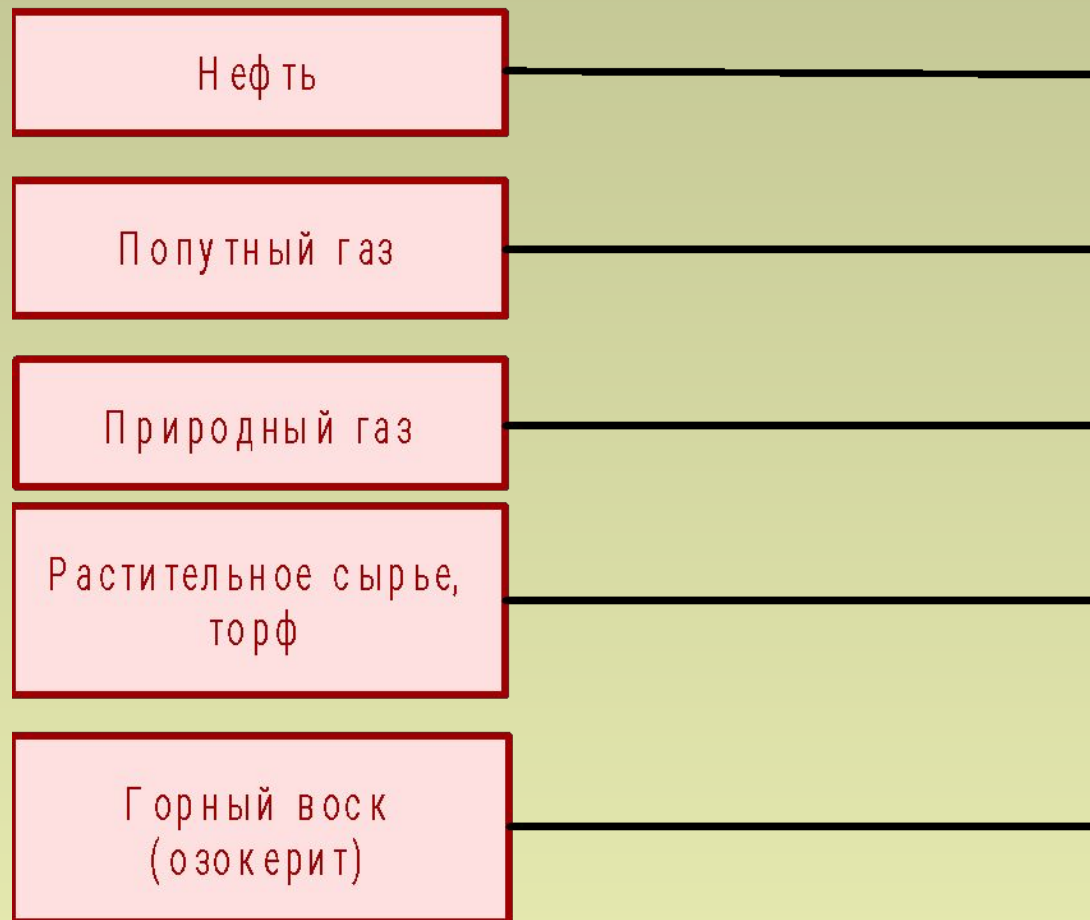 Нефть
Попутный газ
Природный газ
Растительное сырье,
торф
Горный воск
(озокерит)